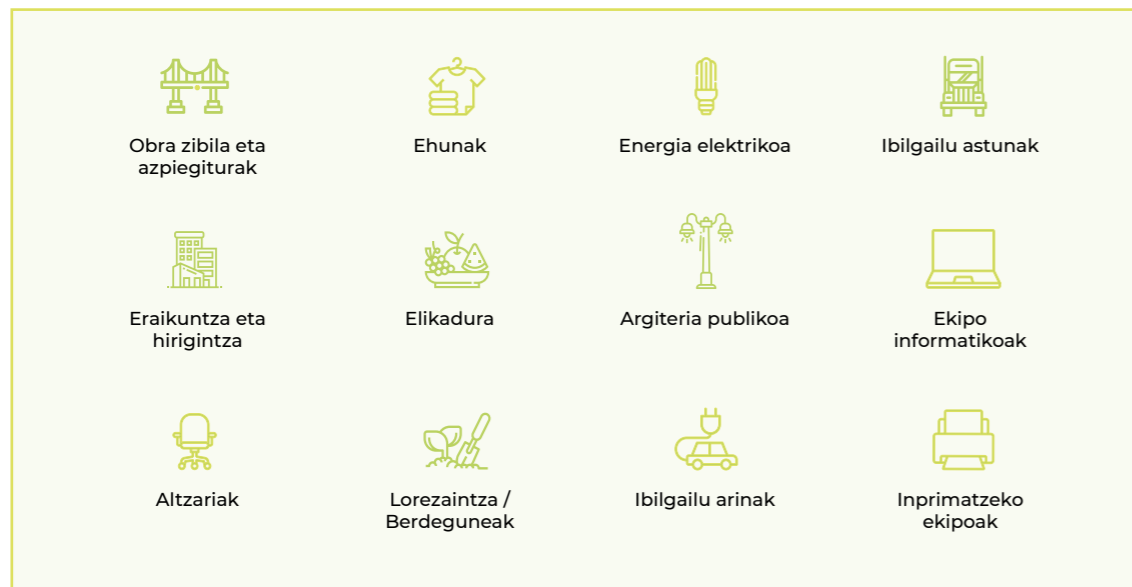 Obra zibila eta
azpiegiturak
Ehunak
Energia elektrikoa
Ibilgailu astunak
Eraikuntza eta
hirigintza
Elikadura
Argiteria publikoa
Ekipo
informatikoak
Altzariak
Lorezaintza /
Berdeguneak
Ibilgailu arinak
Inprimatzeko
ekipoak